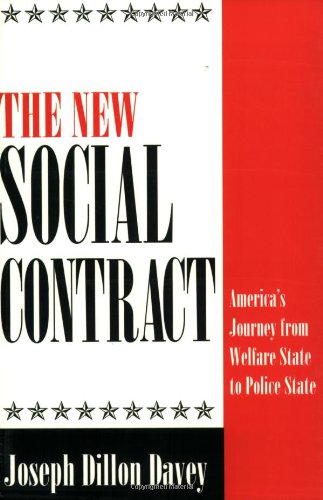 THE NEW
SOCIAL
CONTRACT
America's
Journey from
Welfare State
to Police State
Joseph Dillon Davey